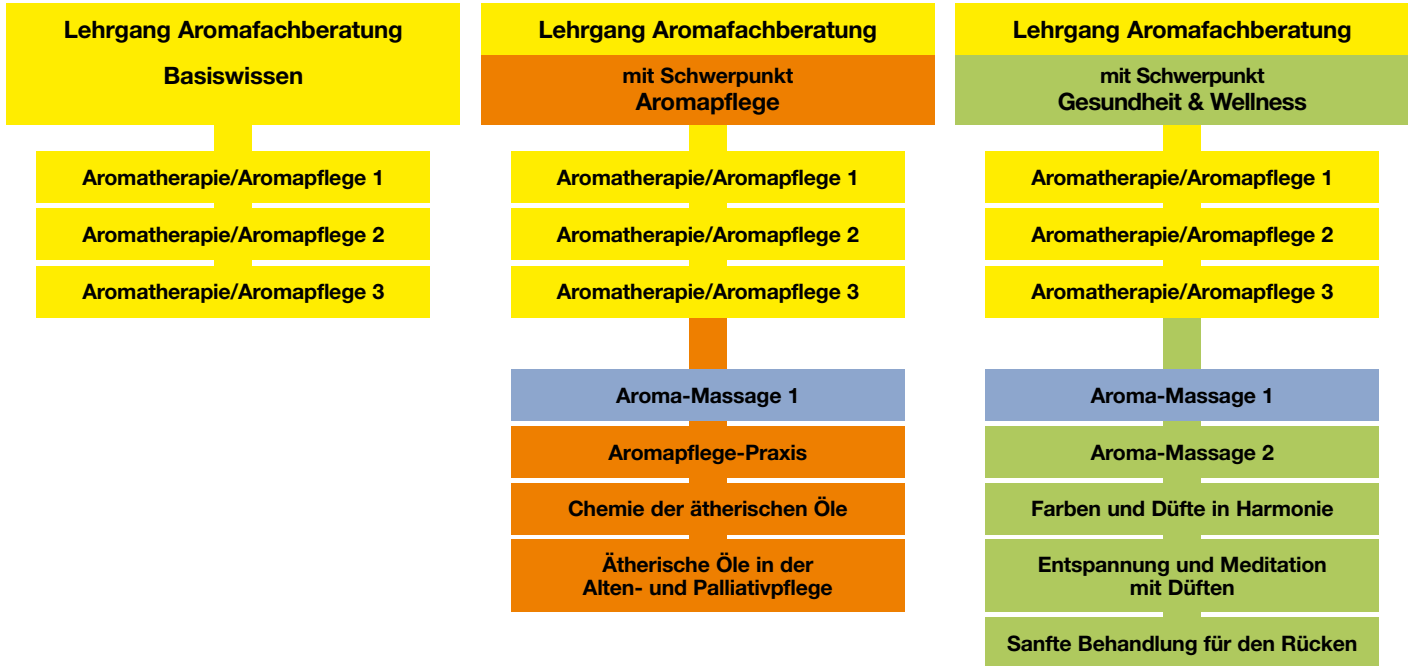 Lehrgang Aromafachberatung
Basiswissen
Aromatherapie/Aromapflege 1
Aromatherapie/Aromapflege 2
Aromatherapie/Aromapflege 3
Lehrgang Aromafachberatung
mit Schwerpunkt
Aromapflege
Aromatherapie/Aromapflege 1
Aromatherapie/Aromapflege 2
Aromatherapie/Aromapflege 3
Aroma-Massage 1
Aromapflege-Praxis
Chemie der ätherischen Öle
Ätherische Öle in der
Alten- und Palliativpflege
Lehrgang Aromafachberatung
mit Schwerpunkt
Gesundheit & Wellness
Aromatherapie/Aromapflege 1
Aromatherapie/Aromapflege 2
Aromatherapie/Aromapflege 3
Aroma-Massage 1
Aroma-Massage 2
Farben und Düfte in Harmonie
Entspannung und Meditation
mit Düften
Sanfte Behandlung für den Rücken